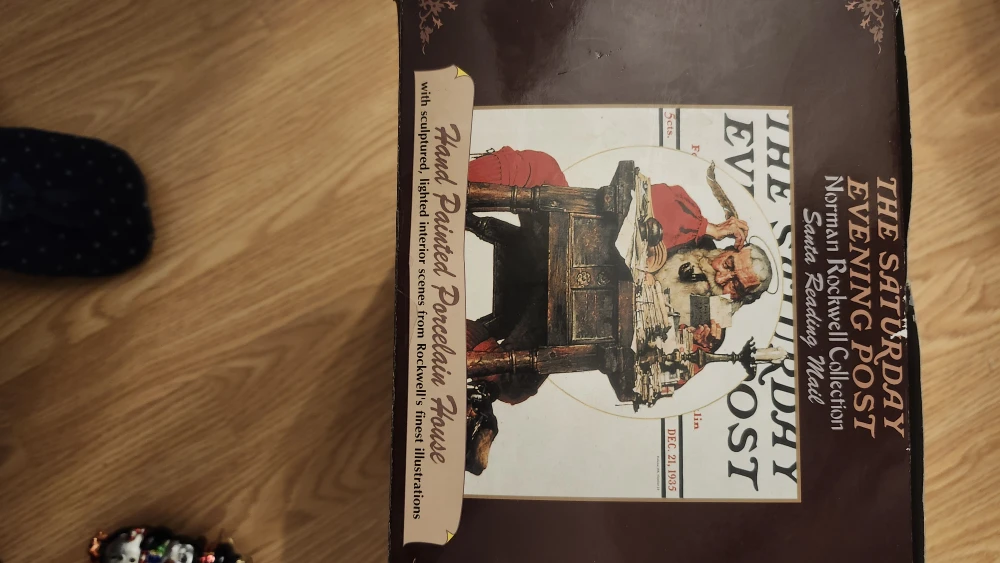 THE SATURDAY
EVENING POST
Norman Rockwell Collection
Santa Reading Mail
THE SATURDAY
POST
5cts.
DEC. 21, 1935
Hand Painted Porcelain House
with sculptured, lighted interior scenes from Rockwell's finest illustrations